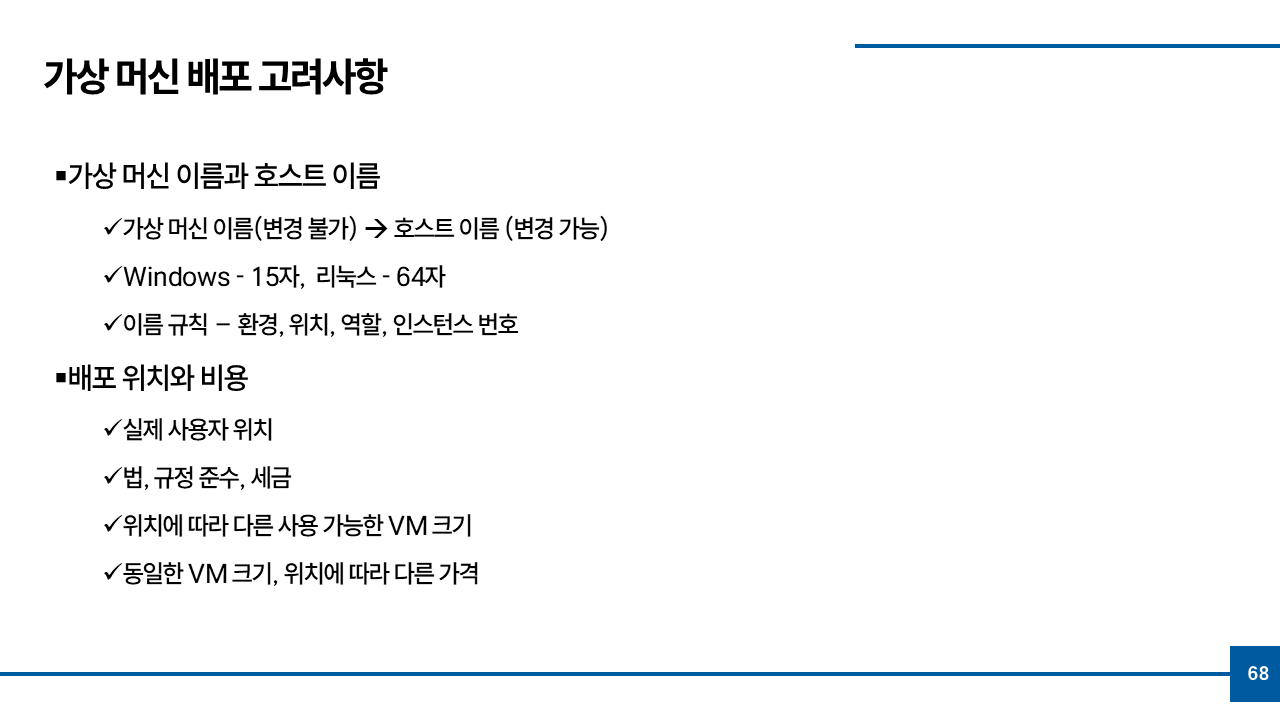 가상 머신 배포 고려사항
▪가상 머신 이름과 호스트 이름
✓가상 머신 이름(변경 불가) → 호스트 이름 (변경 가능)
✓Windows - 15자, 리눅스 - 64자
✓이름 규칙 – 환경, 위치, 역할, 인스턴스 번호
▪배포 위치와 비용
✓실제 사용자 위치
✓법, 규정 준수, 세금
✓위치에 따라 다른 사용 가능한 VM 크기
✓동일한 VM 크기, 위치에 따라 다른 가격
68